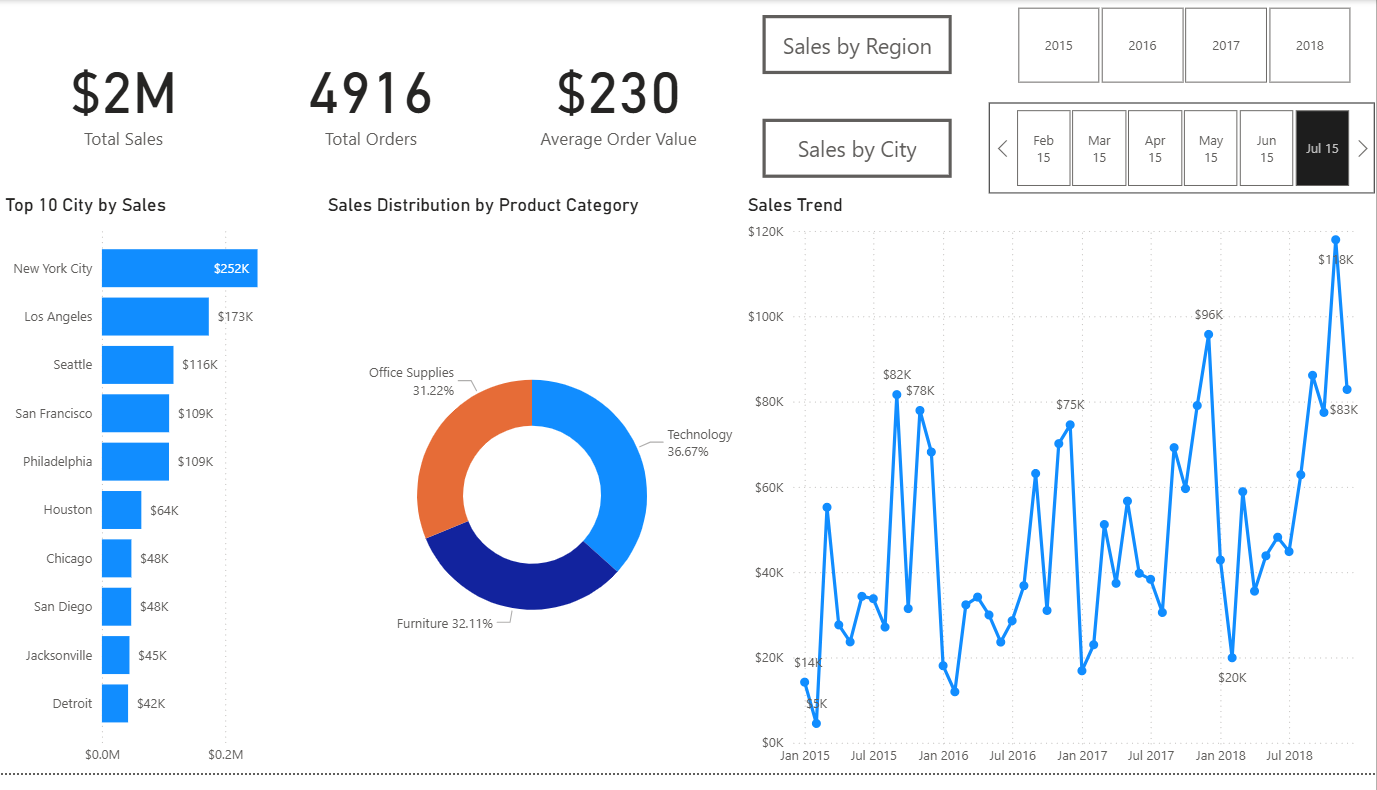 $2M
Total Sales
4916
Total Orders
$230
Average Order Value
Sales by Region
Sales by City
2015
2016
2017
2018
Feb
15
Mar
15
Apr
15
May
15
Jun
15
Jul 15
Top 10 City by Sales
New York City
$252K
Los Angeles
$173K
Seattle
$116K
San Francisco
$109K
Philadelphia
$109K
Houston
$64K
Chicago
$48K
San Diego
$48K
Jacksonville
$45K
Detroit
$42K
$0.0M
$0.2M
Sales Distribution by Product Category
Office Supplies
31.22%
Technology
36.67%
Furniture 32.11%
Sales Trend
$120K
$100K
$80K
$60K
$40K
$20K
$0K
$14K
$5K
$82K
$78K
$75K
$96K
$20K
$118K
$83K
Jan 2015
Jul 2015
Jan 2016
Jul 2016
Jan 2017
Jul 2017
Jan 2018
Jul 2018